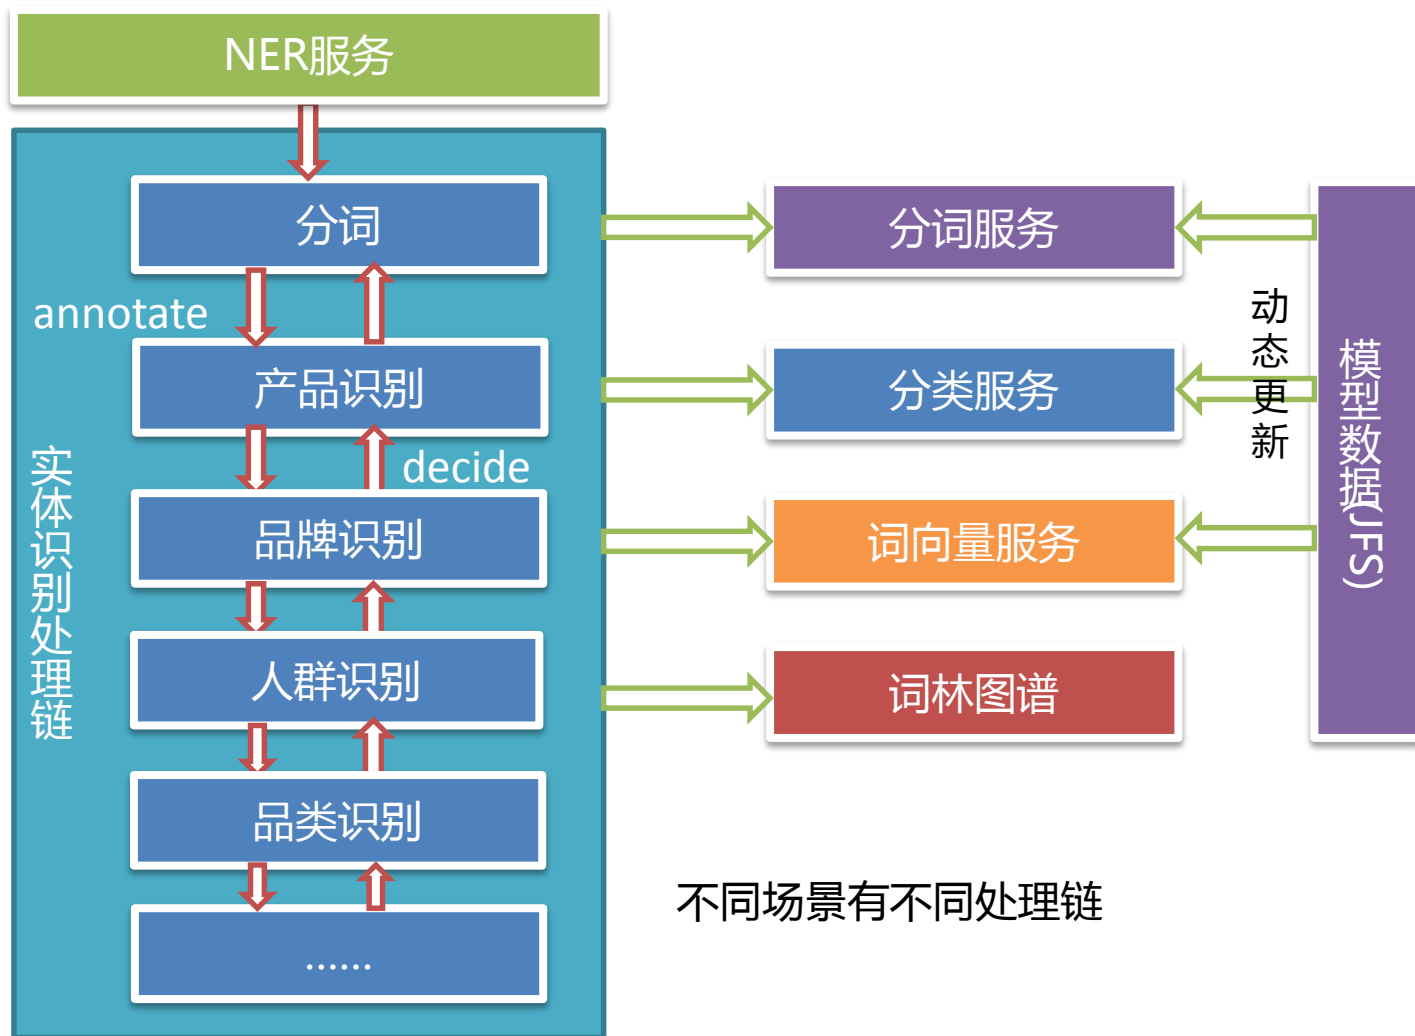 NER服务
分词
annotate
产品识别
decide
品牌识别
人群识别
品类识别
......
实体识别处理链
分词服务
分类服务
词向量服务
词林图谱
动态更新
模型数据(JFS)
不同场景有不同处理链